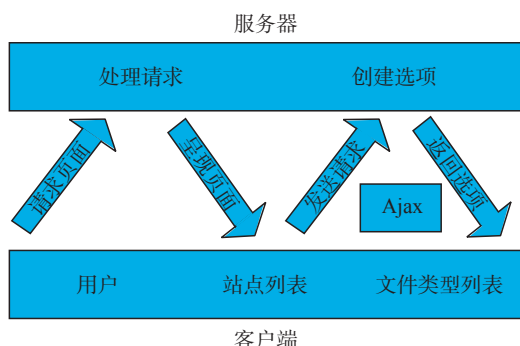 服务器
处理请求
创建选项
请求页面
呈现页面
发送请求
返回选项
Ajax
用户
站点列表
文件类型列表
客户端